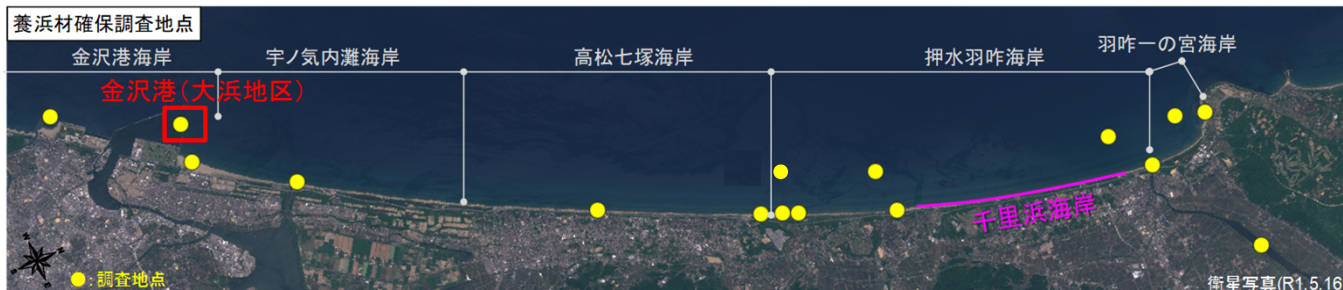 養浜材確保調査地点
金沢港海岸
宇ノ気内灘海岸
高松七塚海岸
押水羽咋海岸
羽咋一の宮海岸
金沢港(大浜地区)
千里浜海岸
:調査地点
衛星写真(R1.5.16